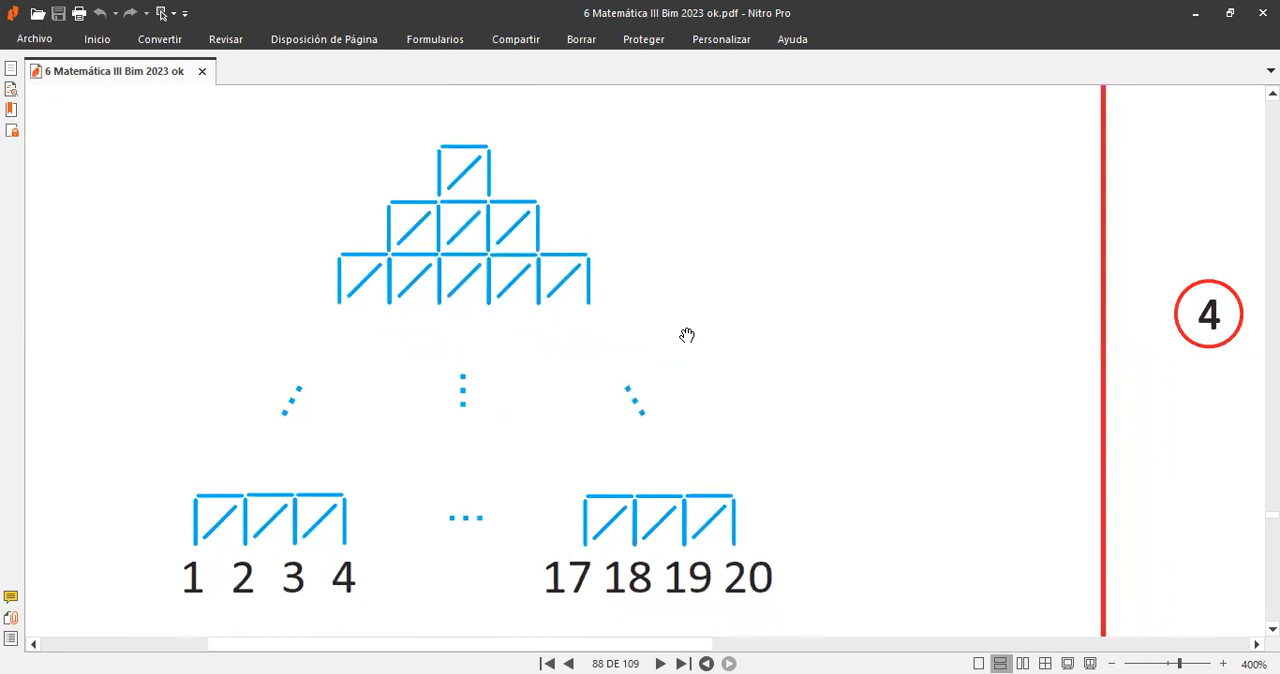 6 Matemática III Bim 2023 ok.pdf - Nitro Pro
Archivo Inicio Convertir Revisar Disposición de Página Formularios Compartir Borrar Proteger Personalizar Ayuda
6 Matemática III Bim 2023 ok
4
1 2 3 4 17 18 19 20
88 DE 109
400%